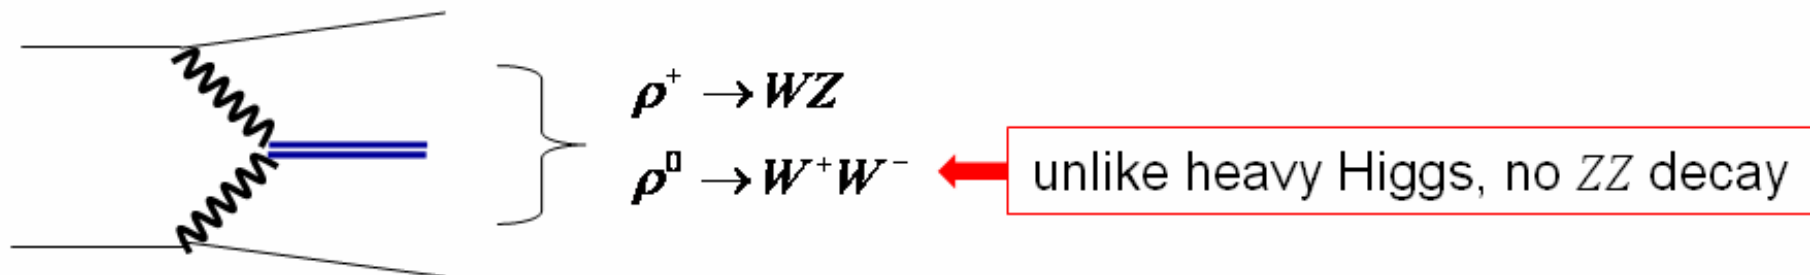 ρ⁺ → WZ
ρ⁰ → W⁺W⁻
unlike heavy Higgs, no ZZ decay